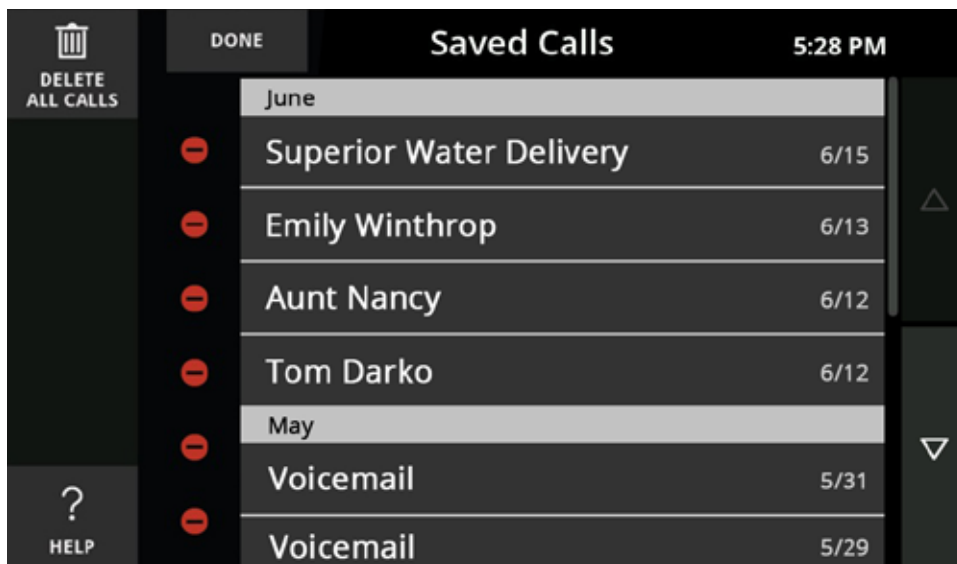 DELETE
ALL CALLS
DONE
Saved Calls
5:28 PM
June
Superior Water Delivery 6/15
Emily Winthrop 6/13
Aunt Nancy 6/12
Tom Darko 6/12
May
Voicemail 5/31
Voicemail 5/29
?
HELP